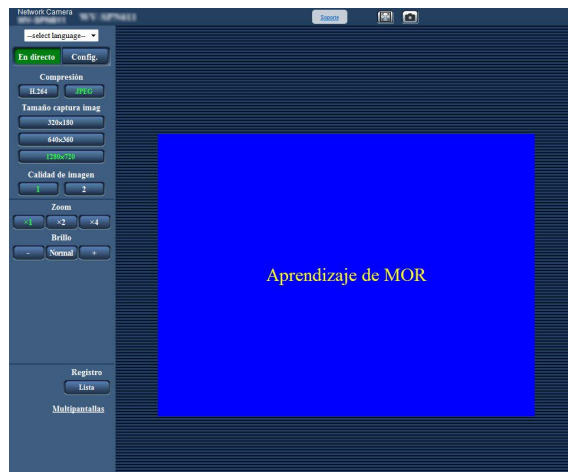 Network Camera
Soporte
--select language--
En directo Config.
Compresión
H.264 JPEG
Tamaño captura imag
320x180
640x360
1280x720
Calidad de imagen
1 2
Zoom
x1 x2 x4
Brillo
- Normal +
Aprendizaje de MOR
Registro
Lista
Multipantallas